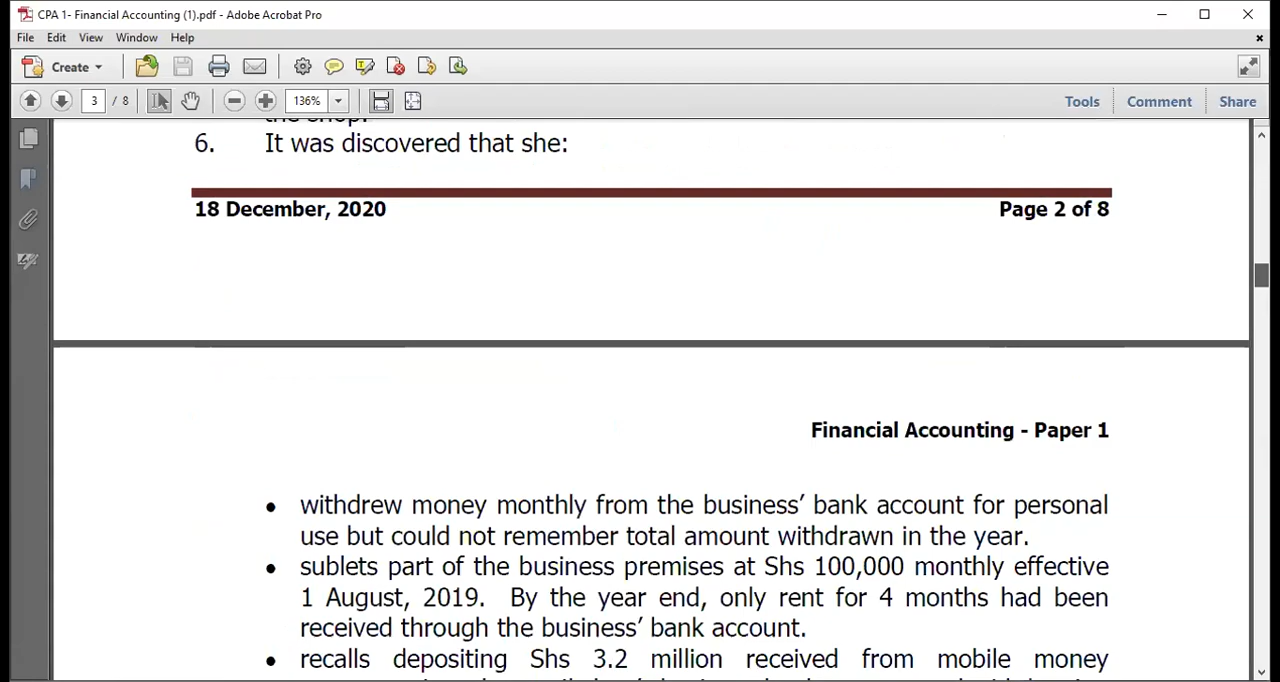 CPA 1- Financial Accounting (1).pdf - Adobe Acrobat Pro
File Edit View Window Help
Create
3 / 8 136% Tools Comment Share
the shop.
6. It was discovered that she:
18 December, 2020 Page 2 of 8
Financial Accounting - Paper 1
• withdrew money monthly from the business’ bank account for personal
use but could not remember total amount withdrawn in the year.
• sublets part of the business premises at Shs 100,000 monthly effective
1 August, 2019. By the year end, only rent for 4 months had been
received through the business’ bank account.
• recalls depositing Shs 3.2 million received from mobile money